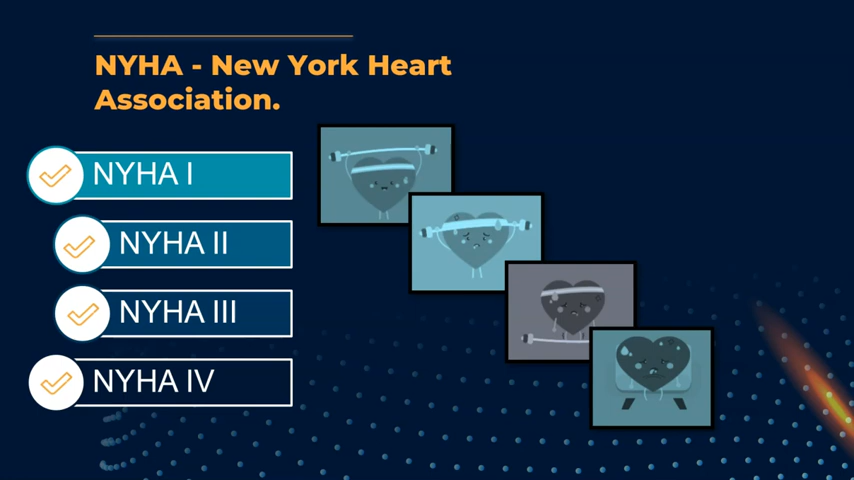 NYHA - New York Heart
Association.
NYHA I
NYHA II
NYHA III
NYHA IV